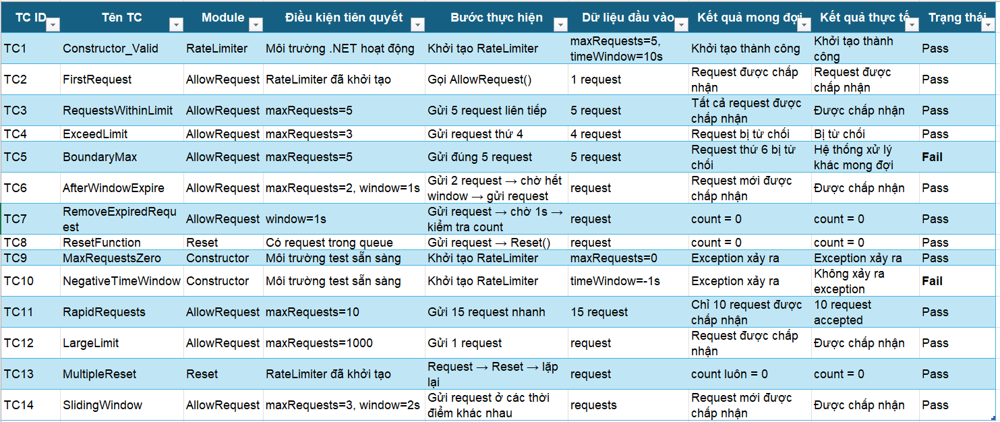 TC ID Tên TC Module Điều kiện tiên quyết Bước thực hiện Dữ liệu đầu vào Kết quả mong đợi Kết quả thực tế Trạng thái
TC1 Constructor_Valid RateLimiter Môi trường .NET hoạt động Khởi tạo RateLimiter maxRequests=5, timeWindow=10s Khởi tạo thành công Khởi tạo thành công Pass
TC2 FirstRequest AllowRequest RateLimiter đã khởi tạo Gọi AllowRequest() 1 request Request được chấp nhận Request được chấp nhận Pass
TC3 RequestsWithinLimit AllowRequest maxRequests=5 Gửi 5 request liên tiếp 5 request Tất cả request được chấp nhận Được chấp nhận Pass
TC4 ExceedLimit AllowRequest maxRequests=3 Gửi request thứ 4 4 request Request bị từ chối Bị từ chối Pass
TC5 BoundaryMax AllowRequest maxRequests=5 Gửi đúng 5 request 5 request Request thứ 6 bị từ chối Hệ thống xử lý khác mong đợi Fail
TC6 AfterWindowExpire AllowRequest maxRequests=2, window=1s Gửi 2 request → chờ hết window → gửi request request Request mới được chấp nhận Được chấp nhận Pass
TC7 RemoveExpiredRequest AllowRequest window=1s Gửi request → chờ 1s → kiểm tra count request count = 0 count = 0 Pass
TC8 ResetFunction Reset Có request trong queue Gửi request → Reset() request count = 0 count = 0 Pass
TC9 MaxRequestsZero Constructor Môi trường test sẵn sàng Khởi tạo RateLimiter maxRequests=0 Exception xảy ra Exception xảy ra Pass
TC10 NegativeTimeWindow Constructor Môi trường test sẵn sàng Khởi tạo RateLimiter timeWindow=-1s Exception xảy ra Không xảy ra exception Fail
TC11 RapidRequests AllowRequest maxRequests=10 Gửi 15 request nhanh 15 request Chỉ 10 request được chấp nhận 10 request accepted Pass
TC12 LargeLimit AllowRequest maxRequests=1000 Gửi 1 request request Request được chấp nhận Được chấp nhận Pass
TC13 MultipleReset Reset RateLimiter đã khởi tạo Request → Reset → lặp lại request count luôn = 0 count = 0 Pass
TC14 SlidingWindow AllowRequest maxRequests=3, window=2s Gửi request ở các thời điểm khác nhau requests Request mới được chấp nhận Được chấp nhận Pass